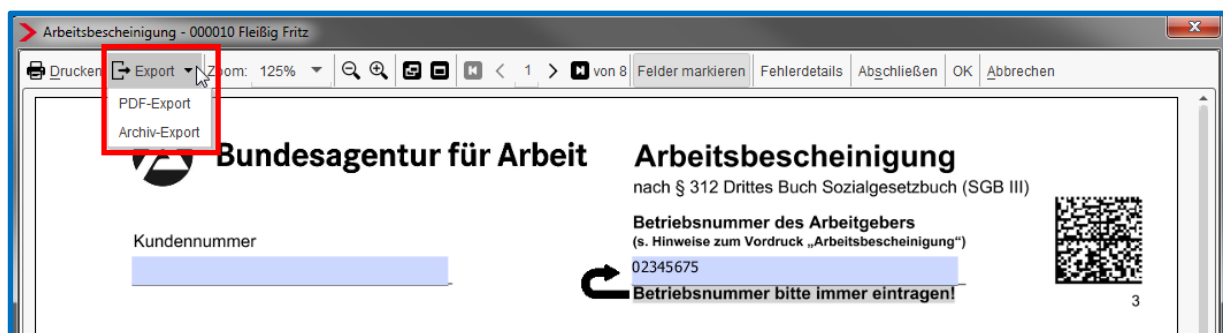 Arbeitsbescheinigung - 000010 Fleißig Fritz
x
Drucken Export Zoom: 125% 1 von 8 Felder markieren Fehlerdetails Abschließen OK Abbrechen
PDF-Export
Archiv-Export
Bundesagentur für Arbeit
Arbeitsbescheinigung
nach § 312 Drittes Buch Sozialgesetzbuch (SGB III)
Betriebsnummer des Arbeitgebers
(s. Hinweise zum Vordruck „Arbeitsbescheinigung“)
Kundennummer
02345675
Betriebsnummer bitte immer eintragen!
3